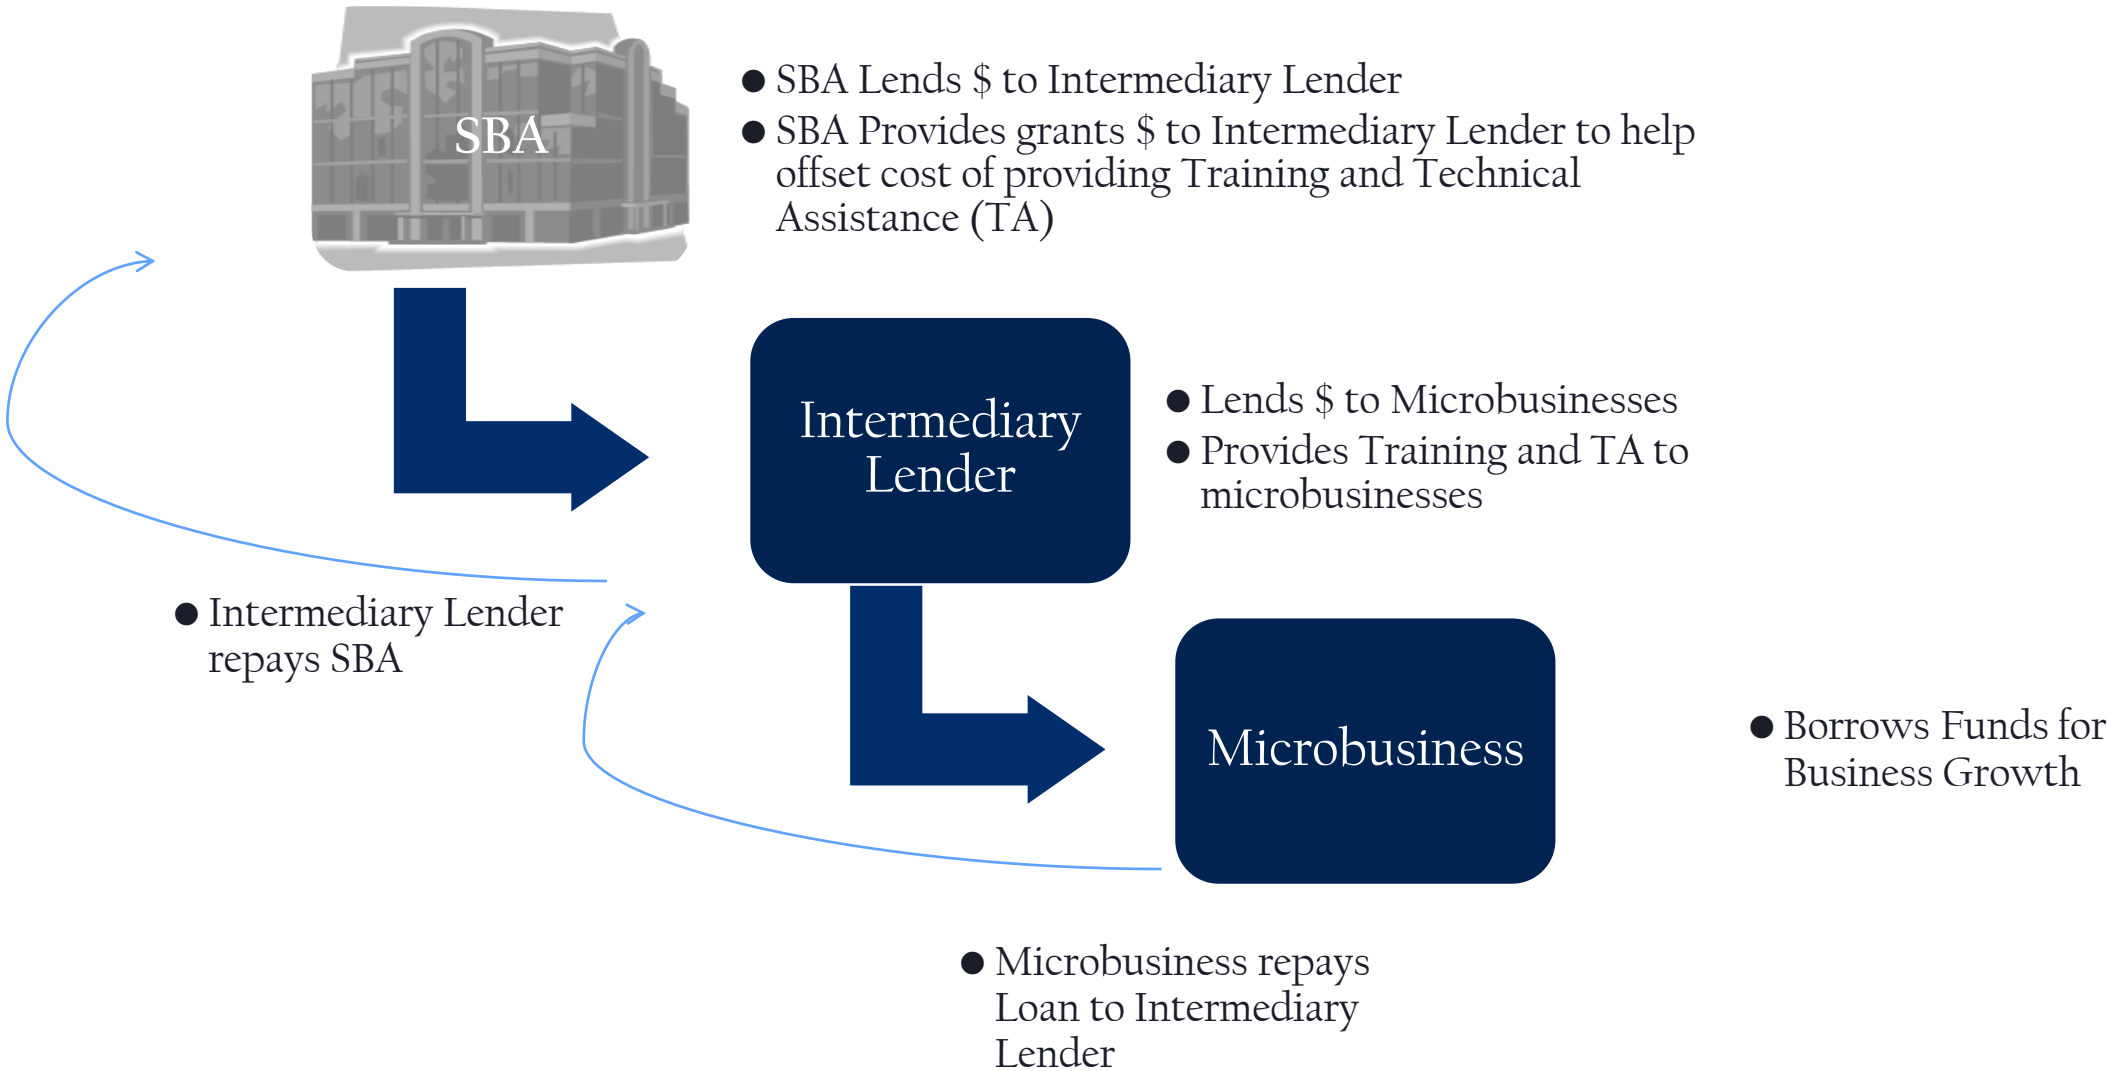 SBA
● SBA Lends $ to Intermediary Lender
● SBA Provides grants $ to Intermediary Lender to help
offset cost of providing Training and Technical
Assistance (TA)
Intermediary
Lender
● Lends $ to Microbusinesses
● Provides Training and TA to
microbusinesses
● Intermediary Lender
repays SBA
Microbusiness
● Borrows Funds for
Business Growth
● Microbusiness repays
Loan to Intermediary
Lender